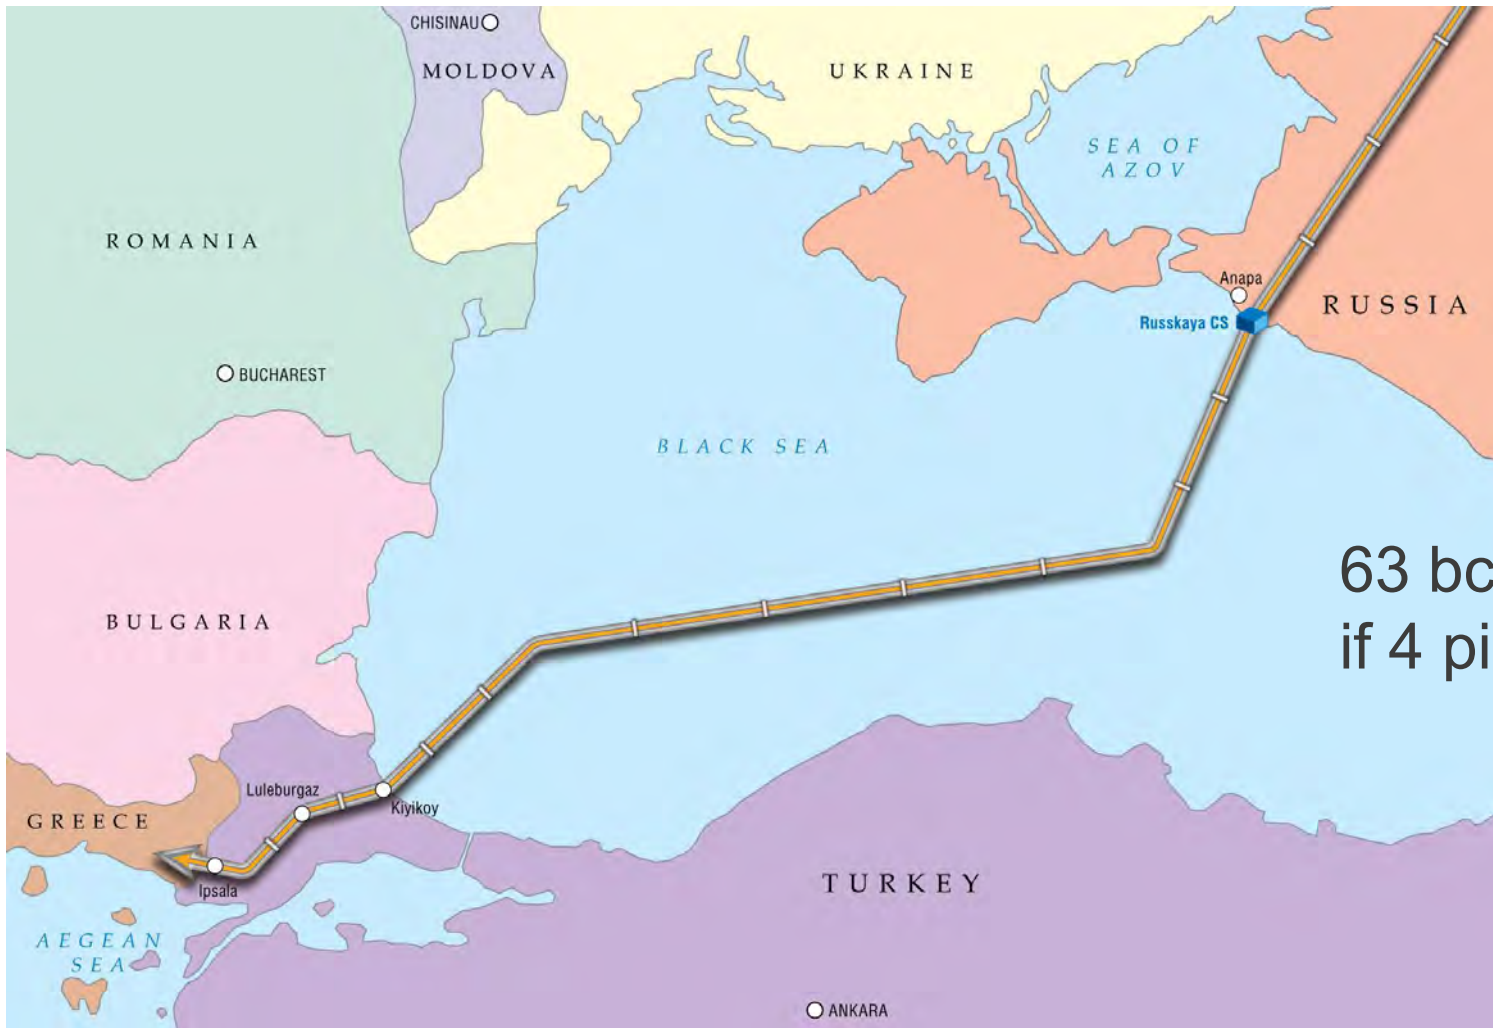 CHISINAU
MOLDOVA
UKRAINE
SEA OF
AZOV
ROMANIA
Anapa
RUSSIA
Russkaya CS
BUCHAREST
BLACK SEA
63 bc
if 4 pi
BULGARIA
Luleburgaz
Kiyikoy
GREECE
Ipsala
TURKEY
AEGEAN
SEA
ANKARA